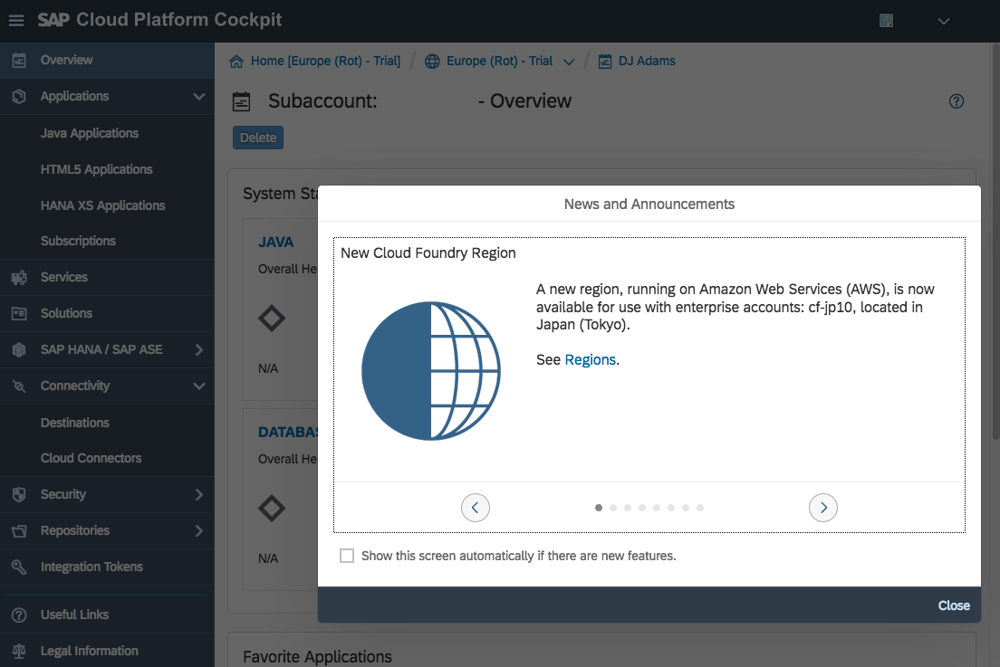 SAP Cloud Platform Cockpit
Overview
Applications
Java Applications
HTML5 Applications
HANA XS Applications
Subscriptions
Services
Solutions
SAP HANA / SAP ASE
Connectivity
Destinations
Cloud Connectors
Security
Repositories
Integration Tokens
Useful Links
Legal Information
Home [Europe (Rot) - Trial] / Europe (Rot) - Trial / DJ Adams
Subaccount: - Overview
Delete
System Sta
JAVA
Overall He
N/A
DATABAS
Overall He
N/A
Favorite Applications
News and Announcements
New Cloud Foundry Region
A new region, running on Amazon Web Services (AWS), is now
available for use with enterprise accounts: cf-jp10, located in
Japan (Tokyo).
See Regions.
Show this screen automatically if there are new features.
Close